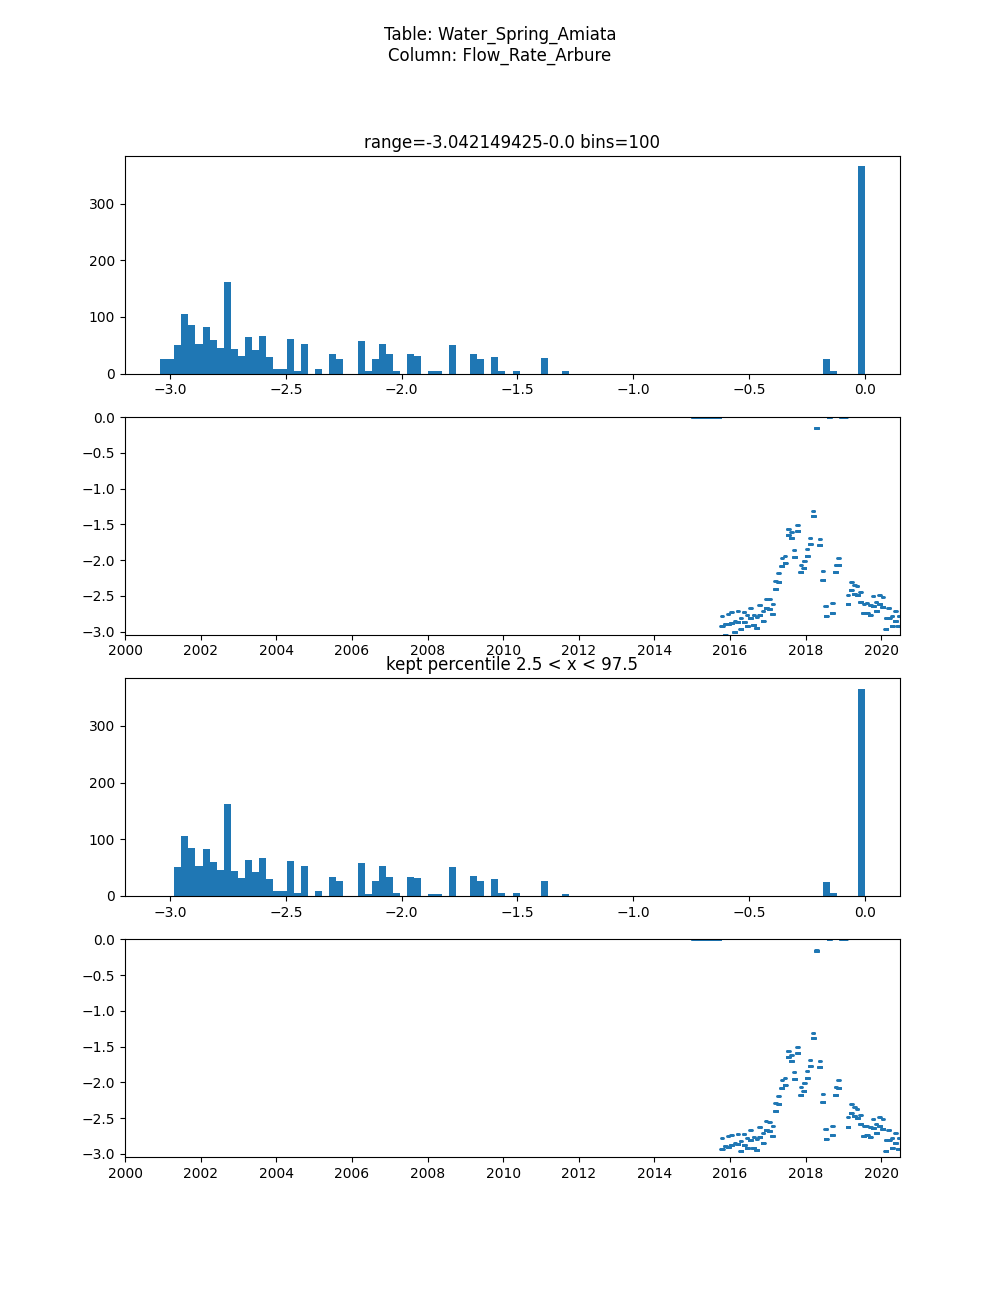 Table: Water_Spring_Amiata
Column: Flow_Rate_Arbure
range=-3.042149425-0.0 bins=100
300
200
100
0
−3.0 −2.5 −2.0 −1.5 −1.0 −0.5 0.0
0.0
−0.5
−1.0
−1.5
−2.0
−2.5
−3.0
2000 2002 2004 2006 2008 2010 2012 2014 2016 2018 2020
kept percentile 2.5 < x < 97.5
300
200
100
0
−3.0 −2.5 −2.0 −1.5 −1.0 −0.5 0.0
0.0
−0.5
−1.0
−1.5
−2.0
−2.5
−3.0
2000 2002 2004 2006 2008 2010 2012 2014 2016 2018 2020